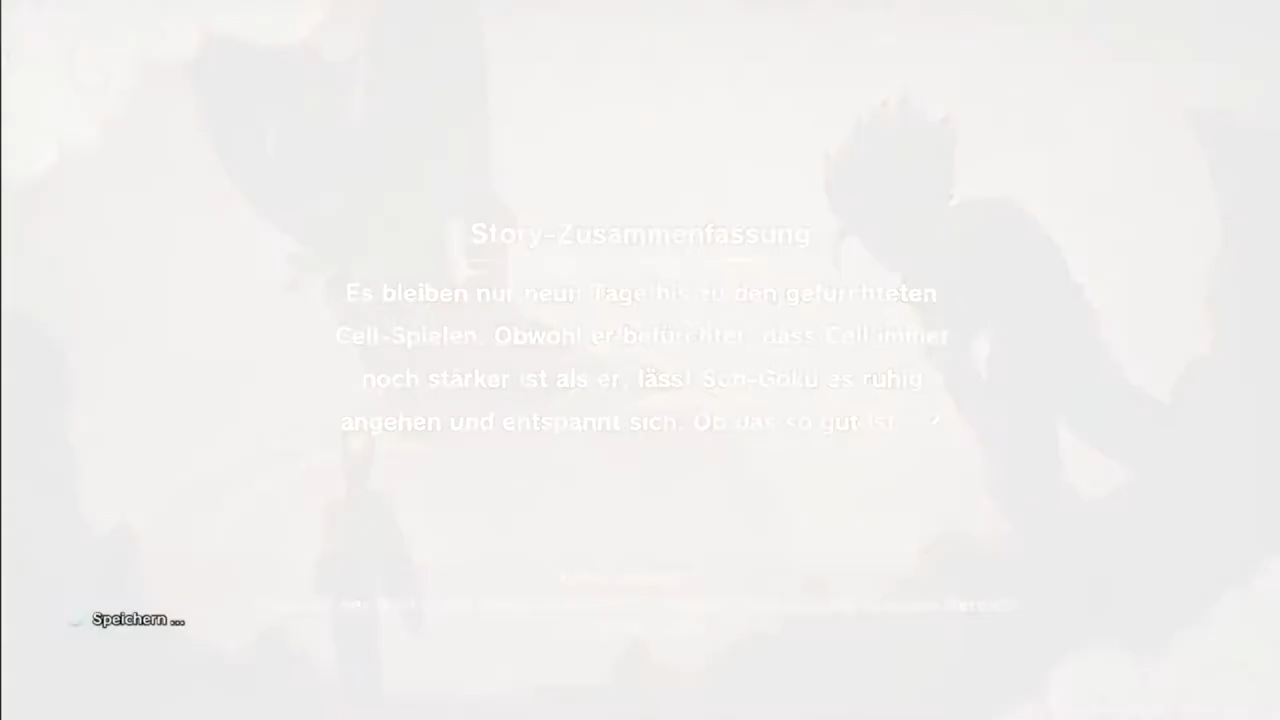 Story-Zusammenfassung
Es bleiben nur neun Tage bis zu den gefürchteten
Cell-Spielen. Obwohl er befürchtet, dass Cell immer
noch stärker ist als er, lässt Son-Goku es ruhig
angehen und entspannt sich. Ob das so gut ist ... ?
Speichern ...